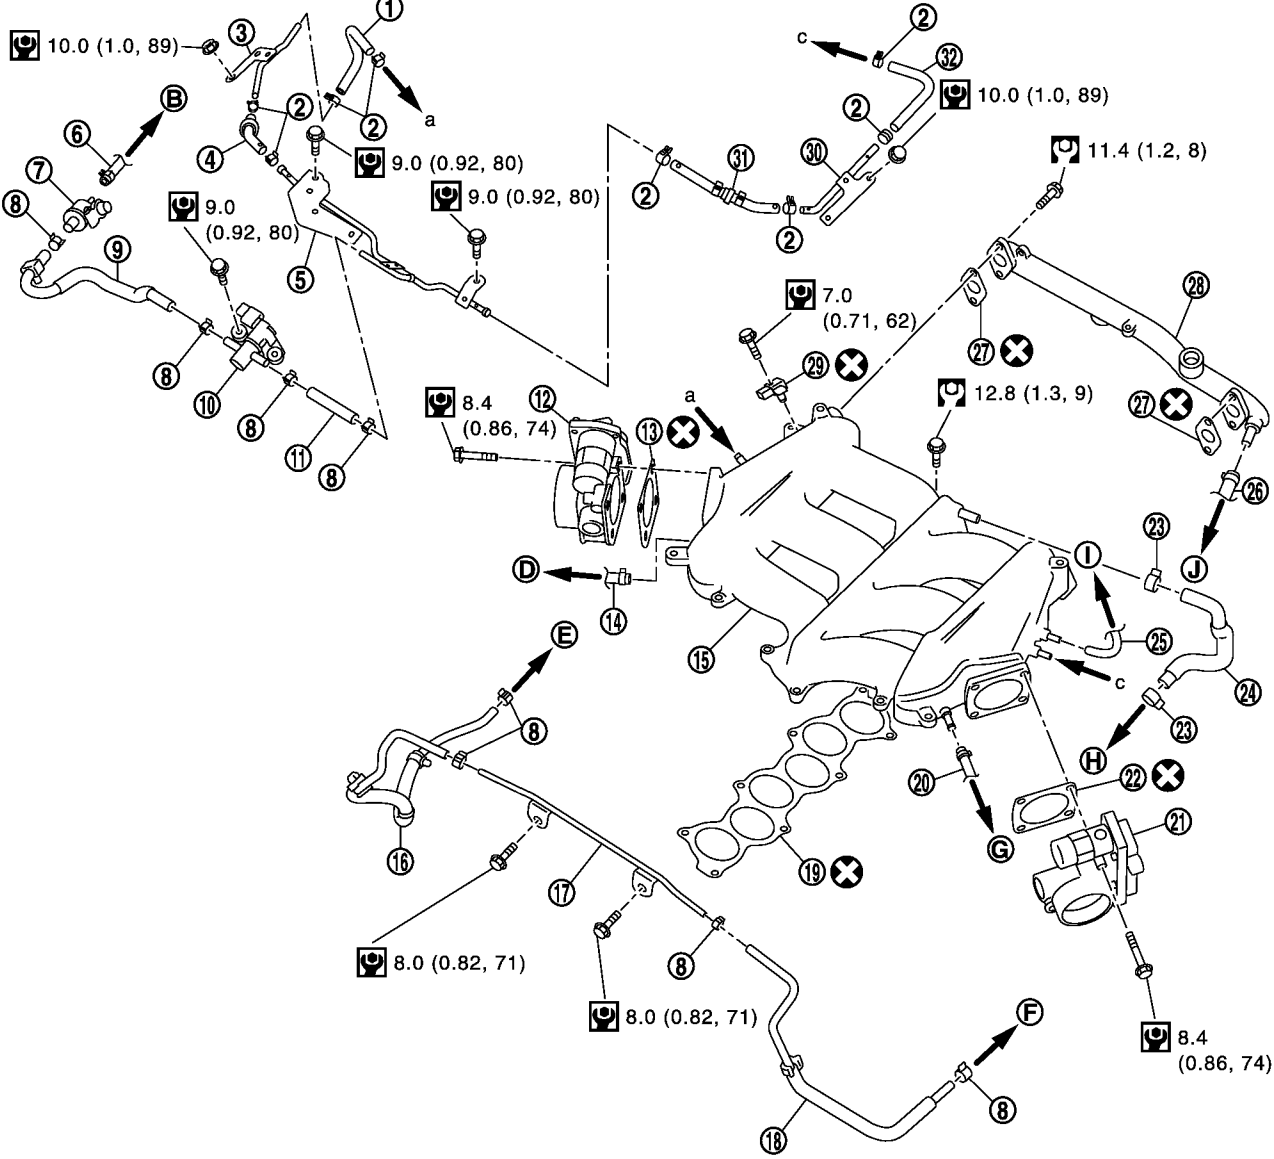 1
2
3
10.0 (1.0, 89)
c
32
10.0 (1.0, 89)
B
2
a
2
6
4
9.0 (0.92, 80)
2
31
30
11.4 (1.2, 8)
7
8
9.0
(0.92, 80)
9.0 (0.92, 80)
2
2
9
5
28
7.0
(0.71, 62)
27
29
8
10
8
11
8
12
8.4
(0.86, 74)
13
a
12.8 (1.3, 9)
27
26
D
14
15
I
23
J
25
c
24
E
8
H
23
20
22
G
21
16
17
19
8.0 (0.82, 71)
8
8.0 (0.82, 71)
F
8.4
(0.86, 74)
8
18